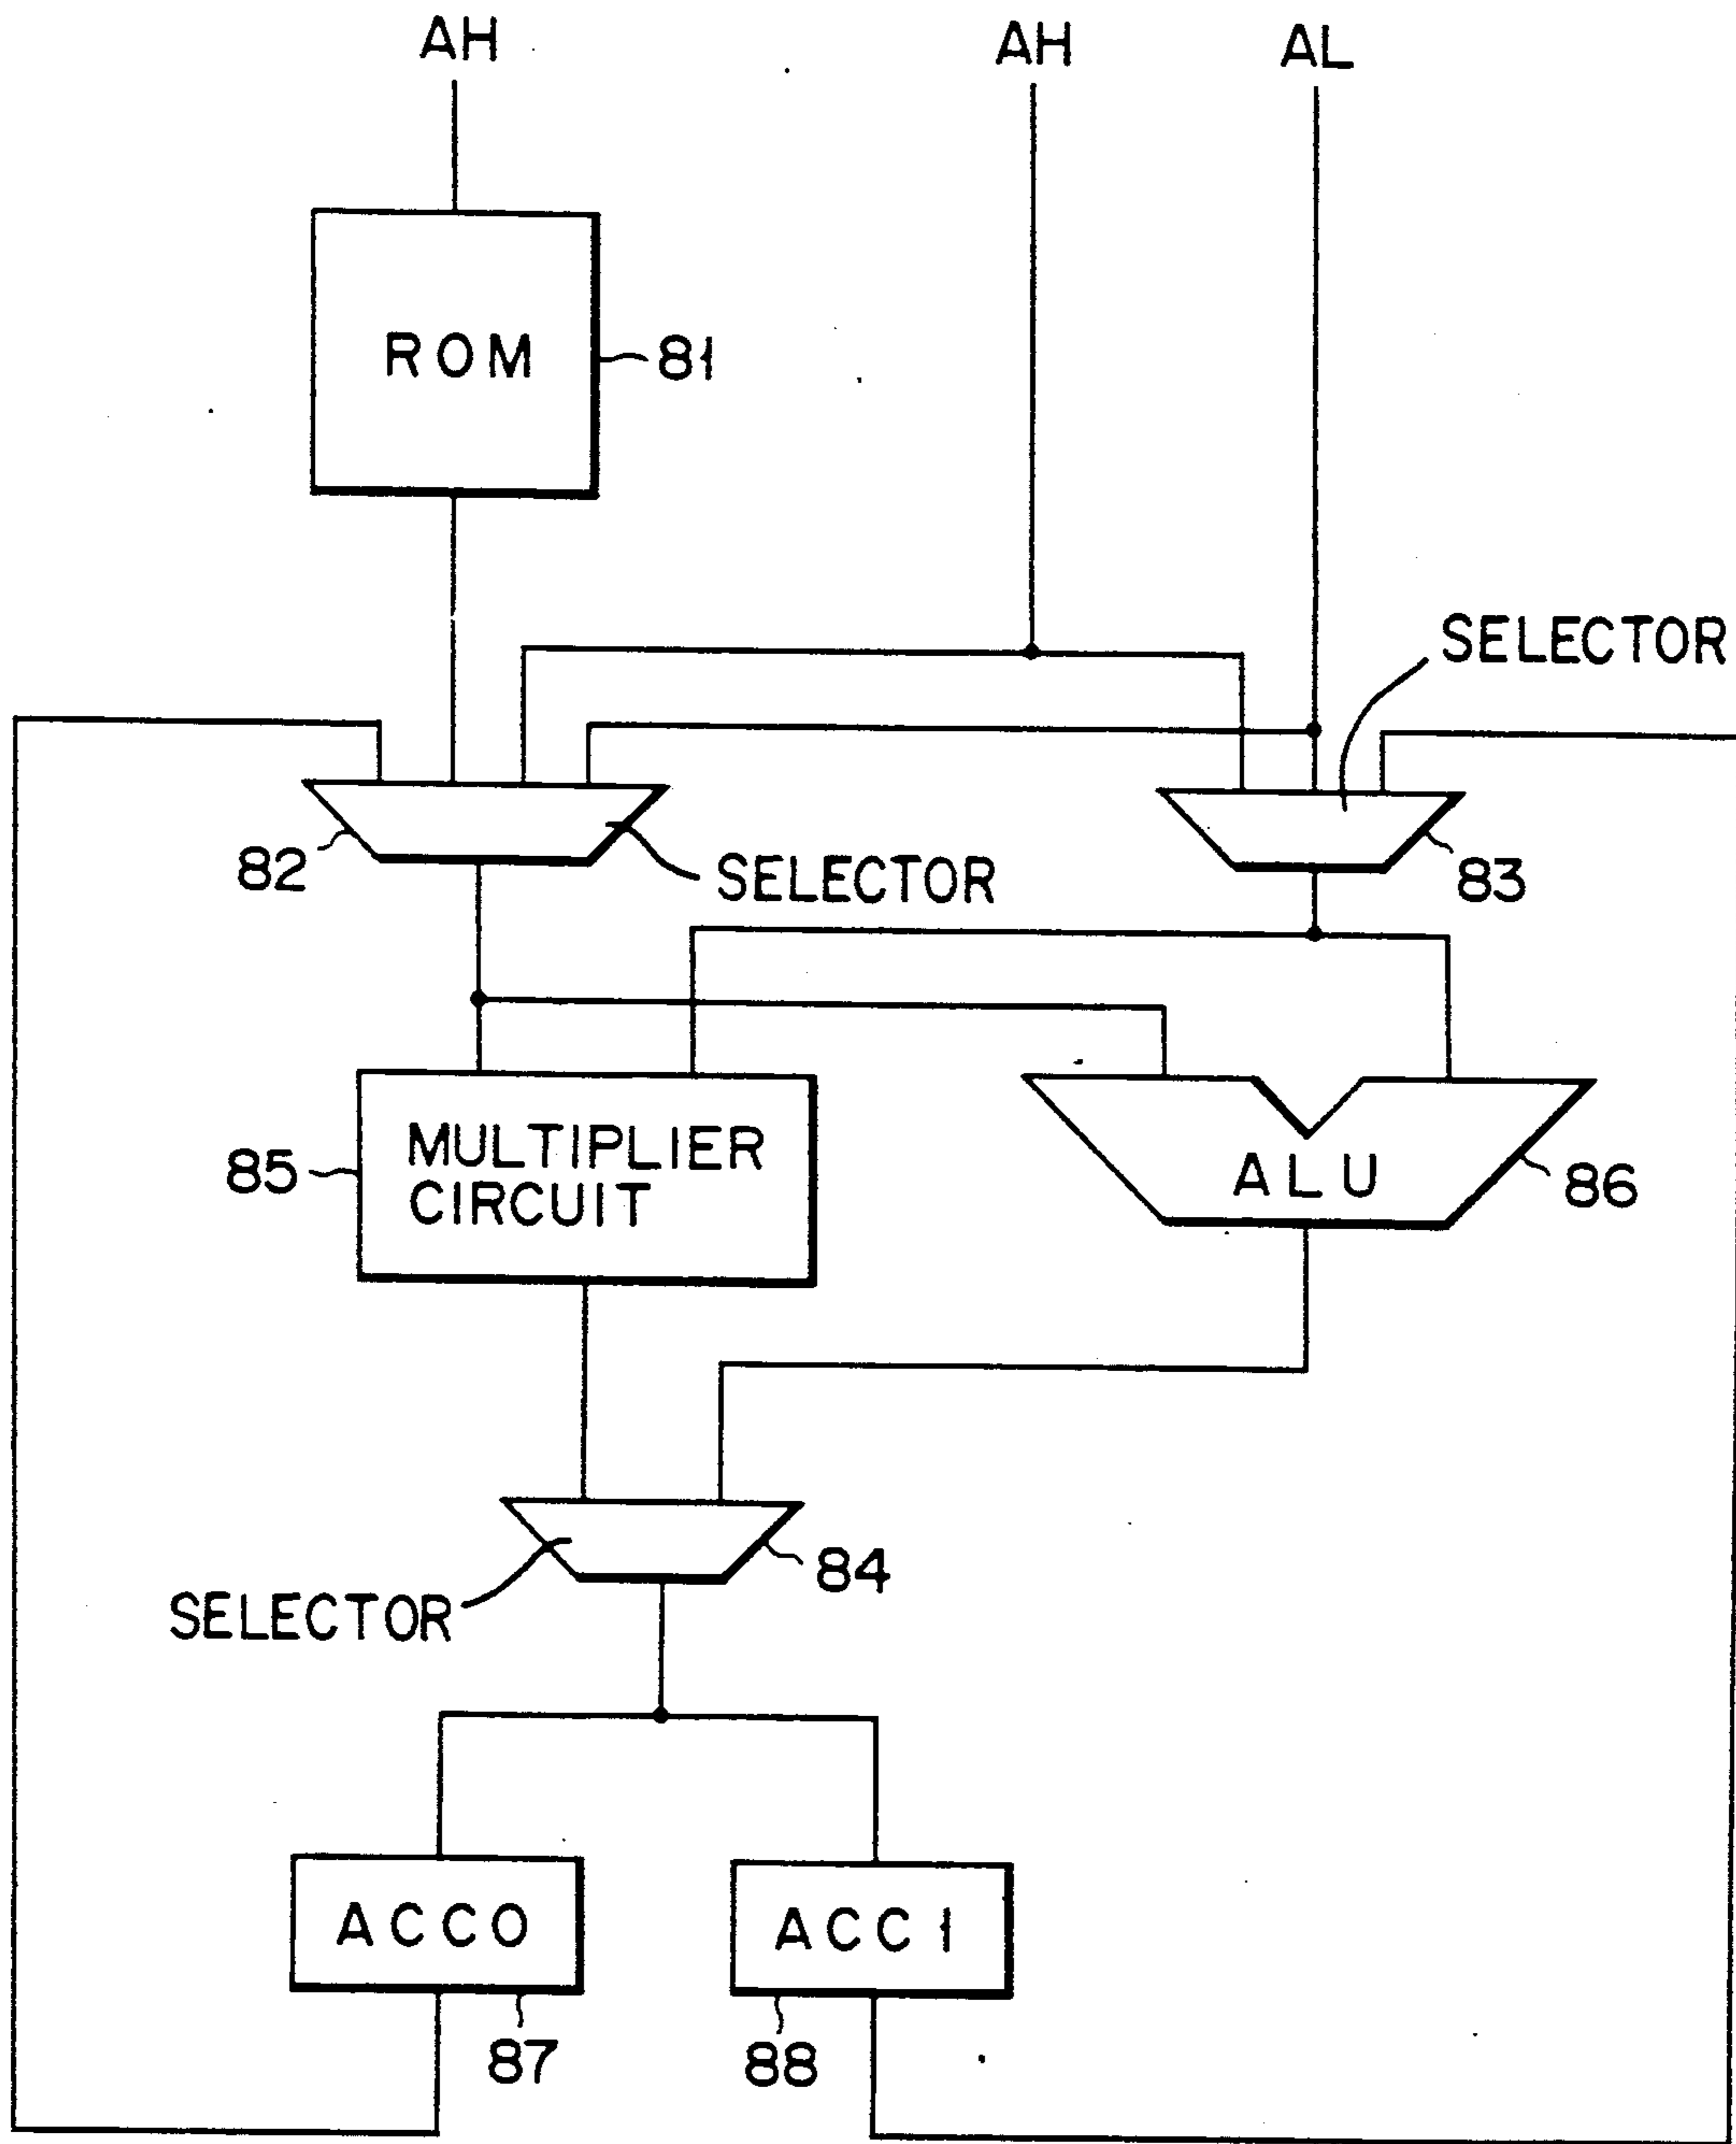 AH
AH
AL
ROM
81
SELECTOR
82
SELECTOR
83
85
MULTIPLIER
CIRCUIT
ALU
86
84
SELECTOR
ACC0
ACC1
87
88